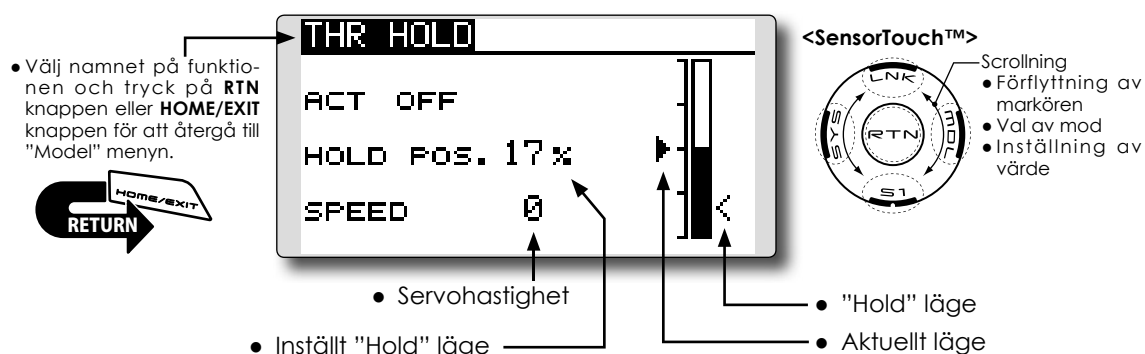 THR HOLD
ACT OFF
HOLD POS. 17%
SPEED 0
● Välj namnet på funktio-
nen och tryck på RTN
knappen eller HOME/EXIT
knappen för att återgå till
”Model” menyn.
HOME/EXIT
RETURN
<SensorTouch™>
LNK
SYS
RTN
MDL
S1
Scrollning
● Förflyttning av
markören
● Val av mod
● Inställning av
värde
● Servohastighet
● Inställt ”Hold” läge
● ”Hold” läge
● Aktuellt läge